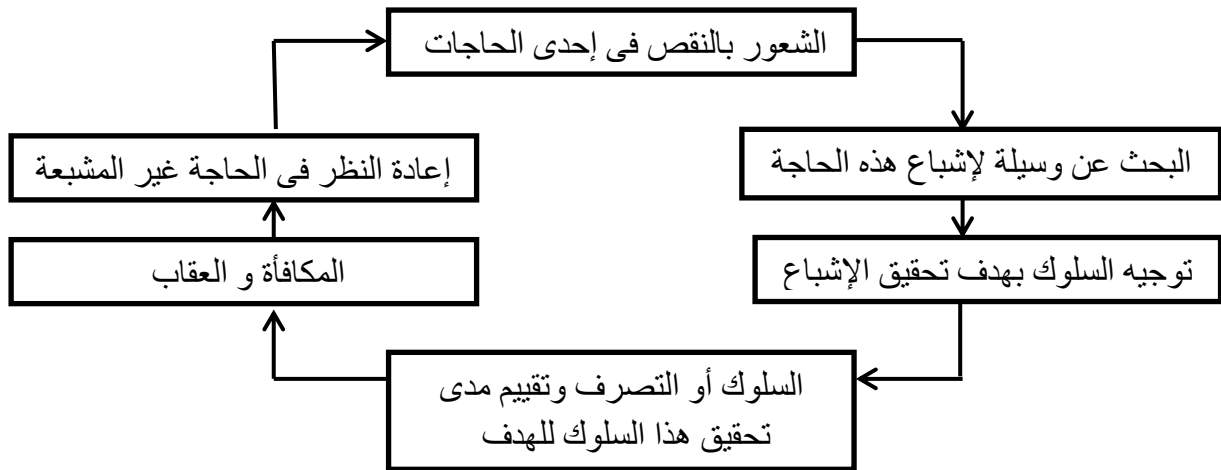 الشعور بالنقص فى إحدى الحاجات
البحث عن وسيلة لإشباع هذه الحاجة
توجيه السلوك بهدف تحقيق الإشباع
السلوك أو التصرف وتقييم مدى
تحقيق هذا السلوك للهدف
المكافأة و العقاب
إعادة النظر فى الحاجة غير المشبعة